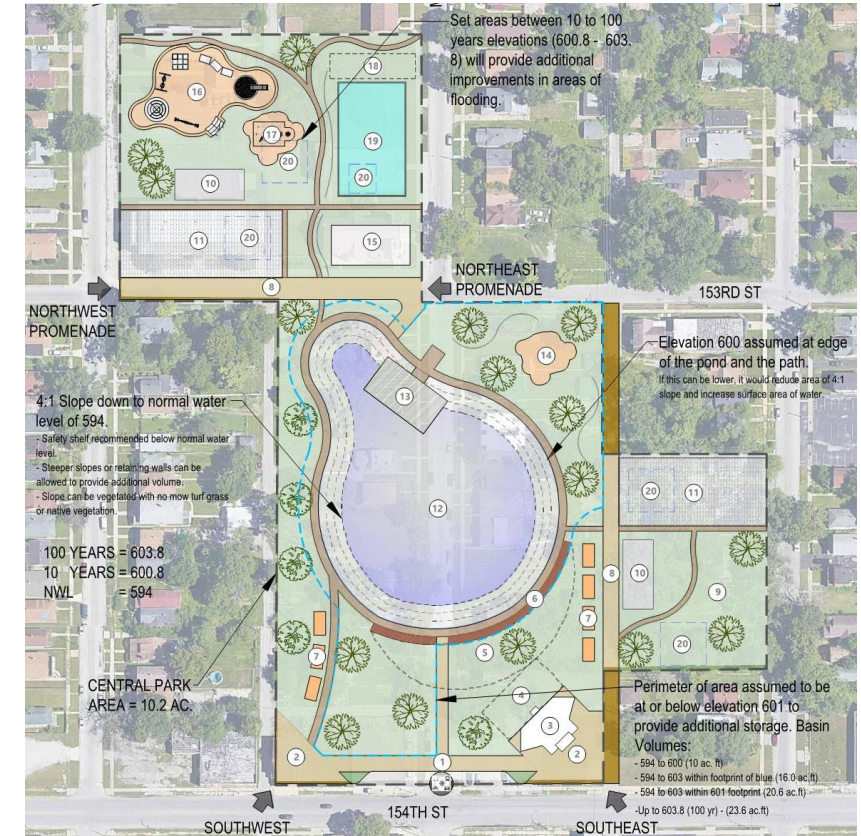 Set areas between 10 to 100
years elevations (600.8 - 603.
8) will provide additional
improvements in areas of
flooding.
18
16
19
17
20
20
10
11
20
15
8
NORTHEAST
PROMENADE
153RD ST
NORTHWEST
PROMENADE
Elevation 600 assumed at edge
of the pond and the path.
If this can be lower, it would reduce area of 4:1
slope and increase surface area of water.
14
13
4:1 Slope down to normal water
level of 594.
- Safety shelf recommended below normal water
level.
- Steeper slopes or retaining walls can be
allowed to provide additional volume.
- Slope can be vegetated with no mow turf grass
or native vegetation.
20
11
12
100 YEARS = 603.8
10 YEARS = 600.8
NWL = 594
8
10
9
6
7
20
7
5
CENTRAL PARK
AREA = 10.2 AC.
4
3
2
1
2
Perimeter of area assumed to be
at or below elevation 601 to
provide additional storage. Basin
Volumes:
- 594 to 600 (10 ac. ft)
- 594 to 603 within footprint of blue (16.0 ac.ft)
- 594 to 603 within 601 footprint (20.6 ac.ft)
-Up to 603.8 (100 yr) - (23.6 ac.ft)
154TH ST
SOUTHWEST
SOUTHEAST